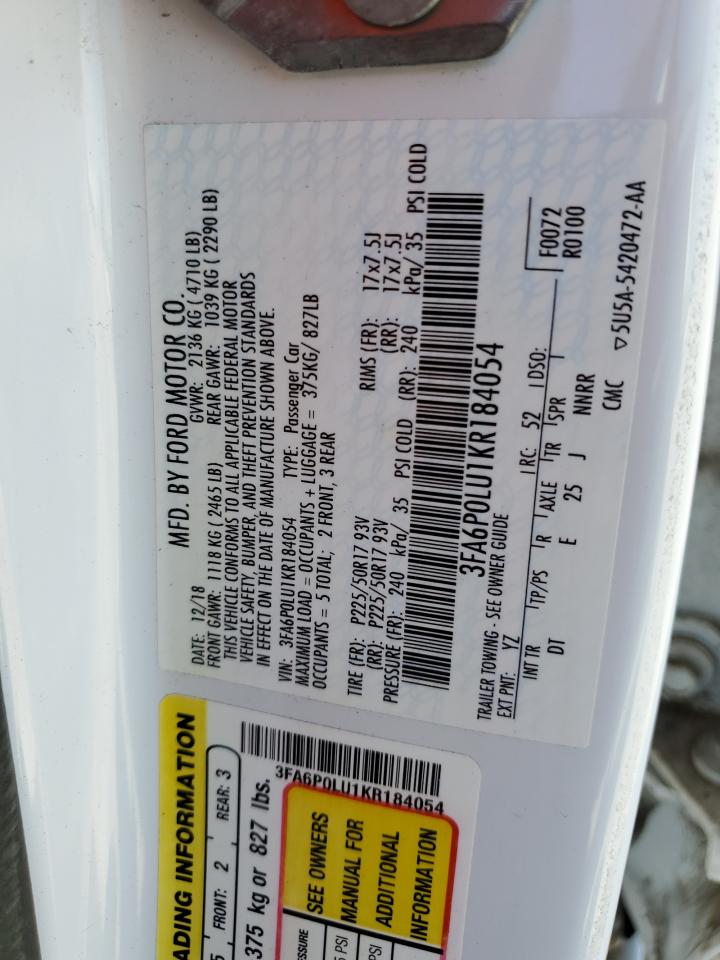 MFD. BY FORD MOTOR CO.
DATE: 12/18 GVWR: 2136 KG ( 4710 LB)
FRONT GAWR: 1118 KG ( 2465 LB) REAR GAWR: 1039 KG ( 2290 LB)
THIS VEHICLE CONFORMS TO ALL APPLICABLE FEDERAL MOTOR
VEHICLE SAFETY, BUMPER, AND THEFT PREVENTION STANDARDS
IN EFFECT ON THE DATE OF MANUFACTURE SHOWN ABOVE.
VIN: 3FA6P0LU1KR184054 TYPE: Passenger Car
MAXIMUM LOAD = OCCUPANTS + LUGGAGE = 375KG/ 827LB
OCCUPANTS = 5 TOTAL; 2 FRONT, 3 REAR
TIRE (FR): P225/50R17 93V RIMS (FR): 17x7.5J
(RR): P225/50R17 93V (RR): 17x7.5J
PRESSURE (FR): 240 kPa/ 35 PSI COLD (RR): 240 kPa/ 35 PSI COLD
3FA6P0LU1KR184054
TRAILER TOWING - SEE OWNER GUIDE
EXT PNT: YZ RC: 52 DSO: F0072
INT TR TP/PS R AXLE TR SPR R0100
DT E 25 J NNRR
CMC ▽5U5A-5420472-AA
ADING INFORMATION
5 FRONT: 2 REAR: 3
375 kg or 827 lbs.
3FA6P0LU1KR184054
SSURE
5 PSI
PSI
SEE OWNERS
MANUAL FOR
ADDITIONAL
INFORMATION